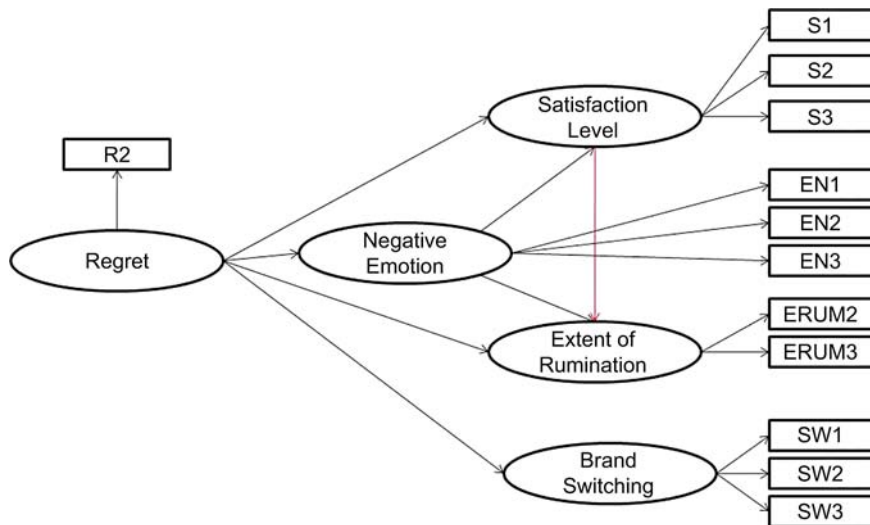 S1
S2
S3
Satisfaction
Level
R2
EN1
EN2
EN3
Negative
Emotion
Regret
ERUM2
ERUM3
Extent of
Rumination
SW1
SW2
SW3
Brand
Switching